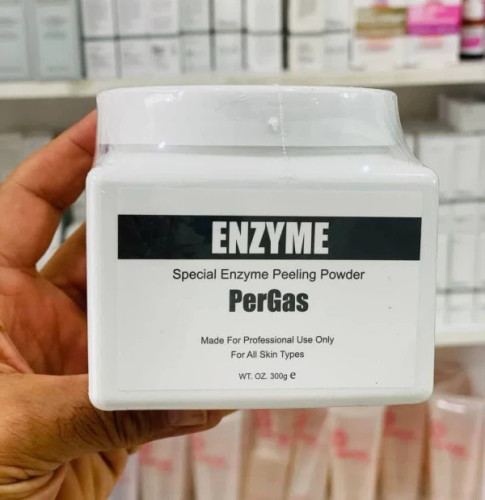 ENZYME
Special Enzyme Peeling Powder
PerGas
Made For Professional Use Only
For All Skin Types
WT. OZ. 300g e